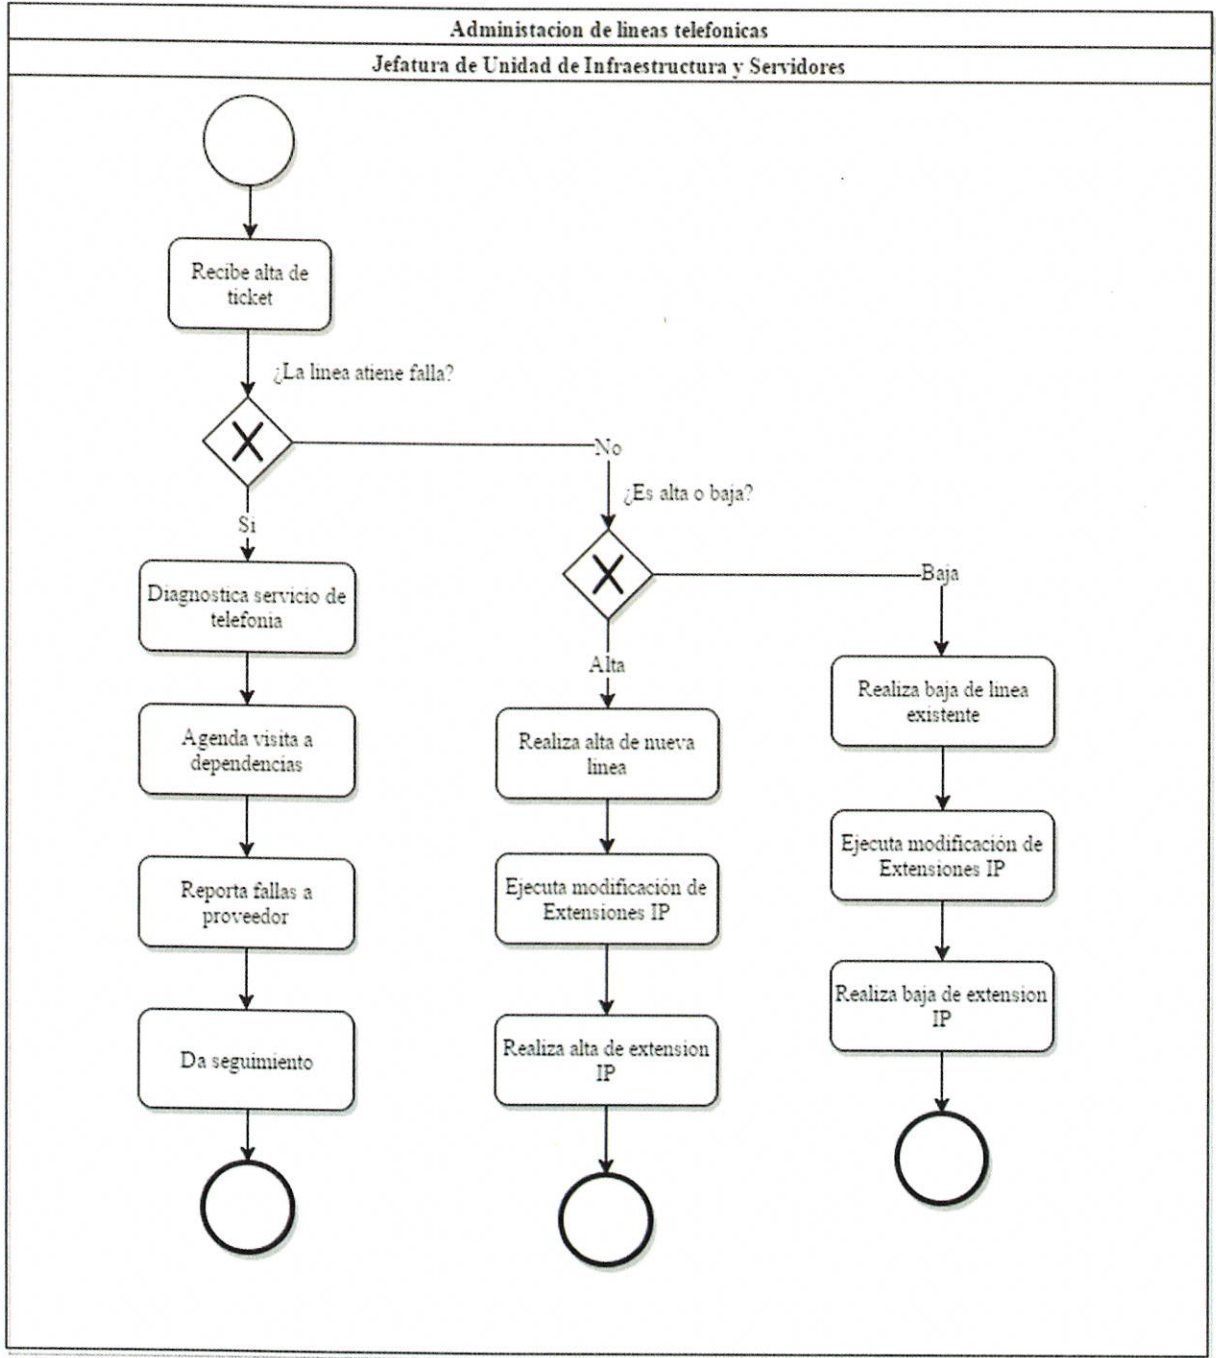 Administacion de lineas telefonicas
Jefatura de Unidad de Infraestructura y Servidores
Recibe alta de
ticket
¿La linea atiene falla?
No
¿Es alta o baja?
Si
Baja
Diagnostica servicio de
telefonia
Alta
Realiza baja de linea
existente
Agenda visita a
dependencias
Realiza alta de nueva
linea
Ejecuta modificación de
Extensiones IP
Reporta fallas a
proveedor
Ejecuta modificación de
Extensiones IP
Realiza baja de extension
IP
Da seguimiento
Realiza alta de extension
IP